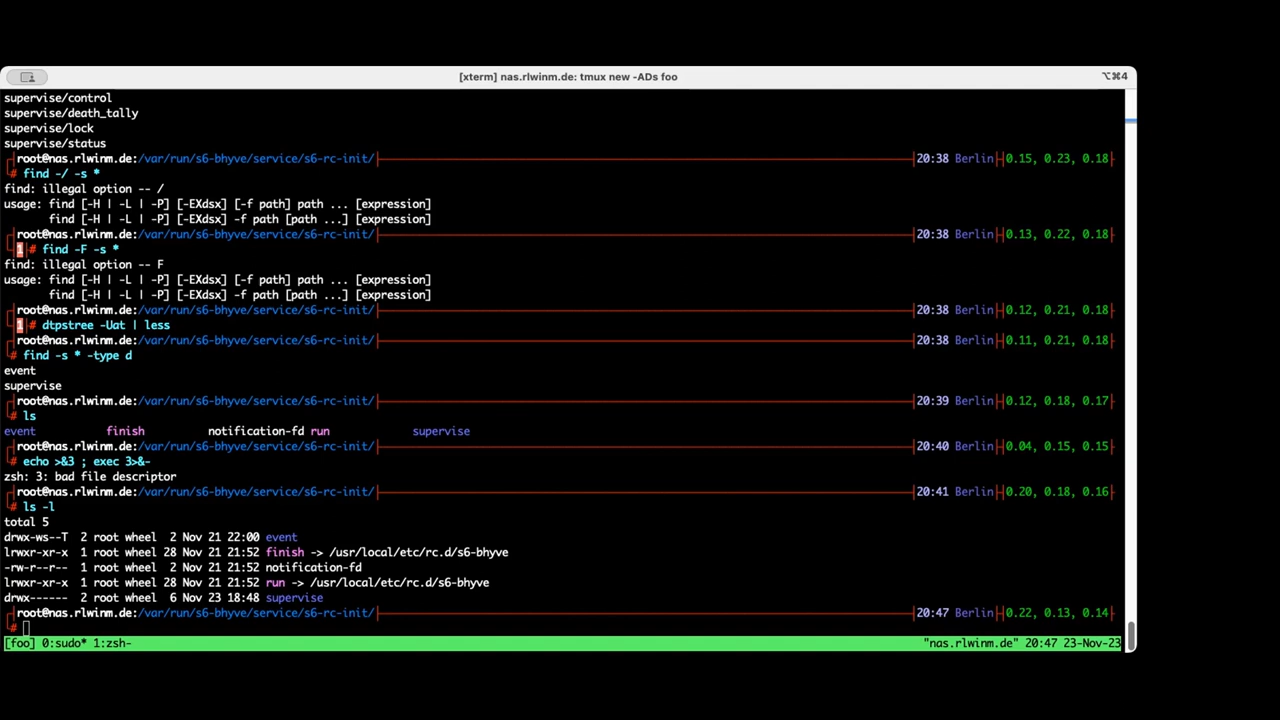 [xterm] nas.rlwinm.de: tmux new -ADs foo ⌥⌘4
supervise/control
supervise/death_tally
supervise/lock
supervise/status
root@nas.rlwinm.de:/var/run/s6-bhyve/service/s6-rc-init/ 20:38 Berlin 0.15, 0.23, 0.18
# find -/ -s *
find: illegal option -- /
usage: find [-H | -L | -P] [-EXdsx] [-f path] path ... [expression]
       find [-H | -L | -P] [-EXdsx] -f path [path ...] [expression]
root@nas.rlwinm.de:/var/run/s6-bhyve/service/s6-rc-init/ 20:38 Berlin 0.13, 0.22, 0.18
1 # find -F -s *
find: illegal option -- F
usage: find [-H | -L | -P] [-EXdsx] [-f path] path ... [expression]
       find [-H | -L | -P] [-EXdsx] -f path [path ...] [expression]
root@nas.rlwinm.de:/var/run/s6-bhyve/service/s6-rc-init/ 20:38 Berlin 0.12, 0.21, 0.18
1 # dtpstree -Uat | less
root@nas.rlwinm.de:/var/run/s6-bhyve/service/s6-rc-init/ 20:38 Berlin 0.11, 0.21, 0.18
# find -s * -type d
event
supervise
root@nas.rlwinm.de:/var/run/s6-bhyve/service/s6-rc-init/ 20:39 Berlin 0.12, 0.18, 0.17
# ls
event finish notification-fd run supervise
root@nas.rlwinm.de:/var/run/s6-bhyve/service/s6-rc-init/ 20:40 Berlin 0.04, 0.15, 0.15
# echo >&3 ; exec 3>&-
zsh: 3: bad file descriptor
root@nas.rlwinm.de:/var/run/s6-bhyve/service/s6-rc-init/ 20:41 Berlin 0.20, 0.18, 0.16
# ls -l
total 5
drwx-ws--T  2 root wheel  2 Nov 21 22:00 event
lrwxr-xr-x  1 root wheel 28 Nov 21 21:52 finish -> /usr/local/etc/rc.d/s6-bhyve
-rw-r--r--  1 root wheel  2 Nov 21 21:52 notification-fd
lrwxr-xr-x  1 root wheel 28 Nov 21 21:52 run -> /usr/local/etc/rc.d/s6-bhyve
drwx------  2 root wheel  6 Nov 23 18:48 supervise
root@nas.rlwinm.de:/var/run/s6-bhyve/service/s6-rc-init/ 20:47 Berlin 0.22, 0.13, 0.14
#
[foo] 0:sudo* 1:zsh- "nas.rlwinm.de" 20:47 23-Nov-23